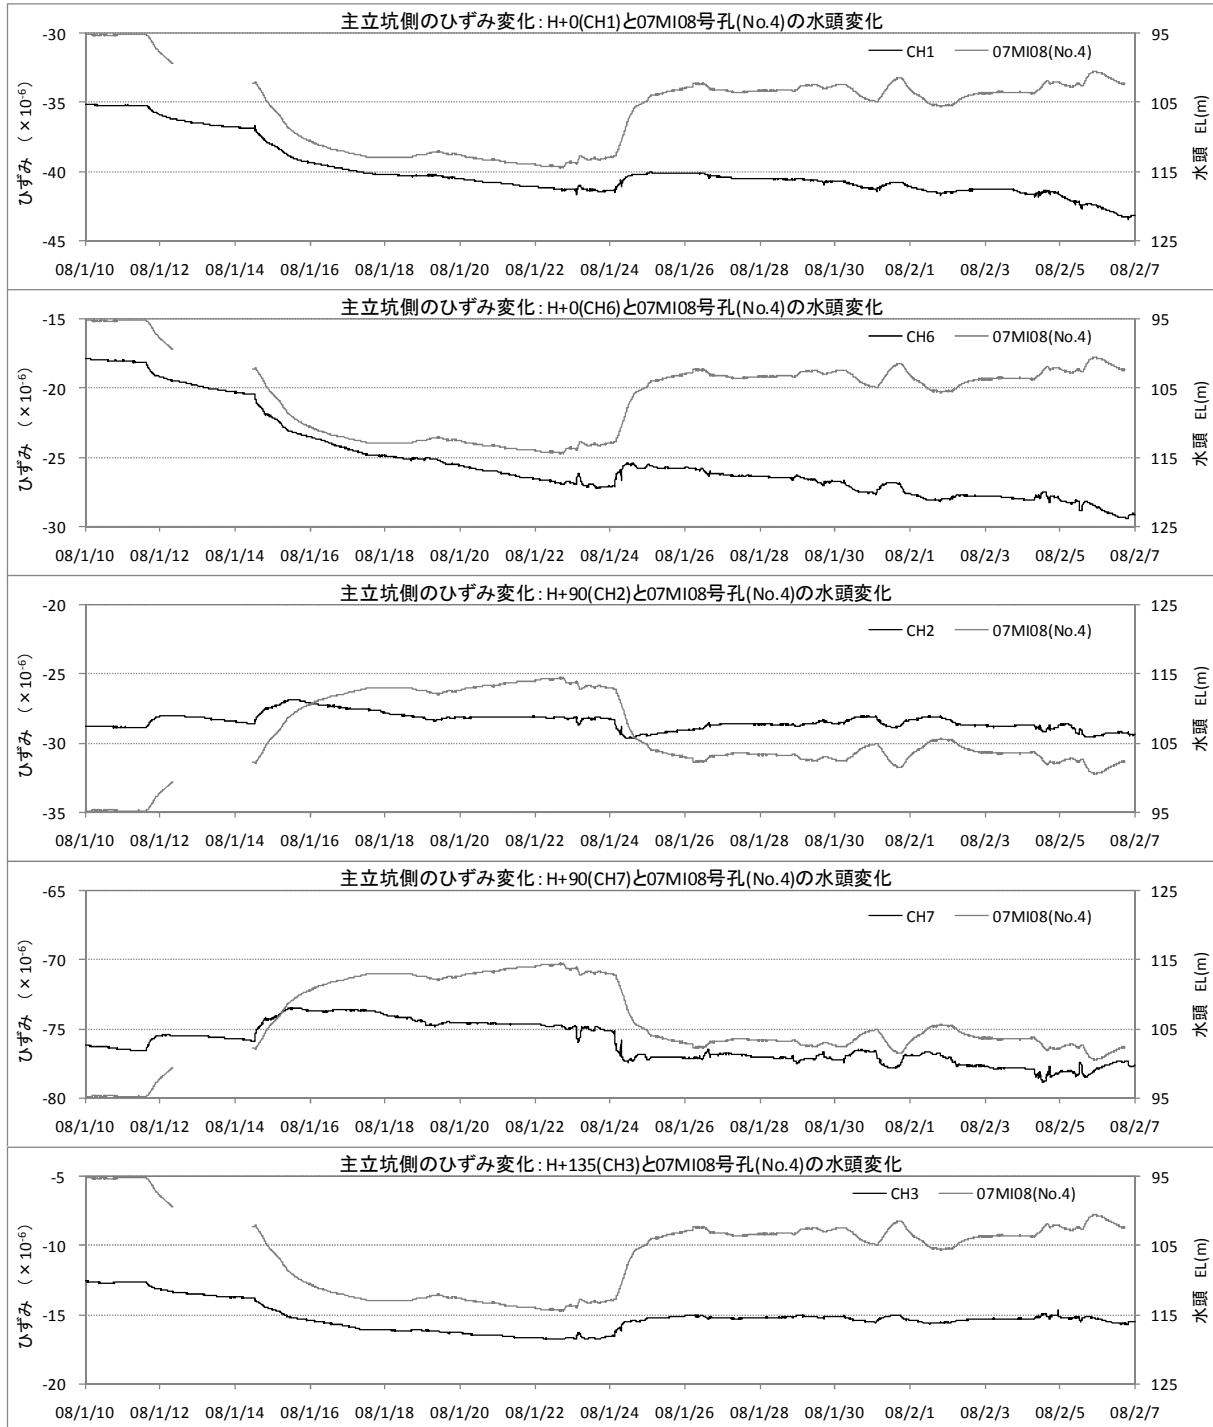 主立坑側のひずみ変化：H+0(CH1)と07MI08号孔(No.4)の水頭変化
CH1 07MI08(No.4)
ひずみ （×10⁻⁶）
-30
-35
-40
-45
95
105
115
125
水頭 EL(m)
08/1/10 08/1/12 08/1/14 08/1/16 08/1/18 08/1/20 08/1/22 08/1/24 08/1/26 08/1/28 08/1/30 08/2/1 08/2/3 08/2/5 08/2/7
主立坑側のひずみ変化：H+0(CH6)と07MI08号孔(No.4)の水頭変化
CH6 07MI08(No.4)
ひずみ （×10⁻⁶）
-15
-20
-25
-30
95
105
115
125
水頭 EL(m)
08/1/10 08/1/12 08/1/14 08/1/16 08/1/18 08/1/20 08/1/22 08/1/24 08/1/26 08/1/28 08/1/30 08/2/1 08/2/3 08/2/5 08/2/7
主立坑側のひずみ変化：H+90(CH2)と07MI08号孔(No.4)の水頭変化
CH2 07MI08(No.4)
ひずみ （×10⁻⁶）
-20
-25
-30
-35
125
115
105
95
水頭 EL(m)
08/1/10 08/1/12 08/1/14 08/1/16 08/1/18 08/1/20 08/1/22 08/1/24 08/1/26 08/1/28 08/1/30 08/2/1 08/2/3 08/2/5 08/2/7
主立坑側のひずみ変化：H+90(CH7)と07MI08号孔(No.4)の水頭変化
CH7 07MI08(No.4)
ひずみ （×10⁻⁶）
-65
-70
-75
-80
125
115
105
95
水頭 EL(m)
08/1/10 08/1/12 08/1/14 08/1/16 08/1/18 08/1/20 08/1/22 08/1/24 08/1/26 08/1/28 08/1/30 08/2/1 08/2/3 08/2/5 08/2/7
主立坑側のひずみ変化：H+135(CH3)と07MI08号孔(No.4)の水頭変化
CH3 07MI08(No.4)
ひずみ （×10⁻⁶）
-5
-10
-15
-20
95
105
115
125
水頭 EL(m)
08/1/10 08/1/12 08/1/14 08/1/16 08/1/18 08/1/20 08/1/22 08/1/24 08/1/26 08/1/28 08/1/30 08/2/1 08/2/3 08/2/5 08/2/7